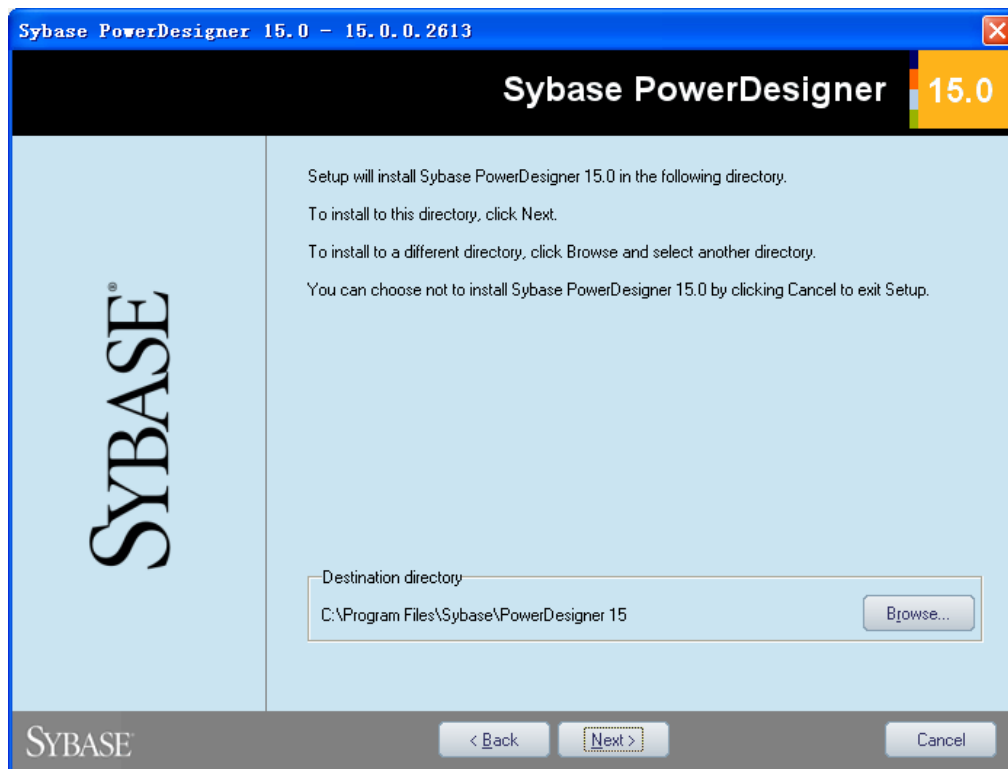 Sybase PowerDesigner 15.0 - 15.0.0.2613
Sybase PowerDesigner 15.0
Setup will install Sybase PowerDesigner 15.0 in the following directory.
To install to this directory, click Next.
To install to a different directory, click Browse and select another directory.
You can choose not to install Sybase PowerDesigner 15.0 by clicking Cancel to exit Setup.
SYBASE®
Destination directory
C:\Program Files\Sybase\PowerDesigner 15
Browse...
SYBASE
< Back
Next >
Cancel